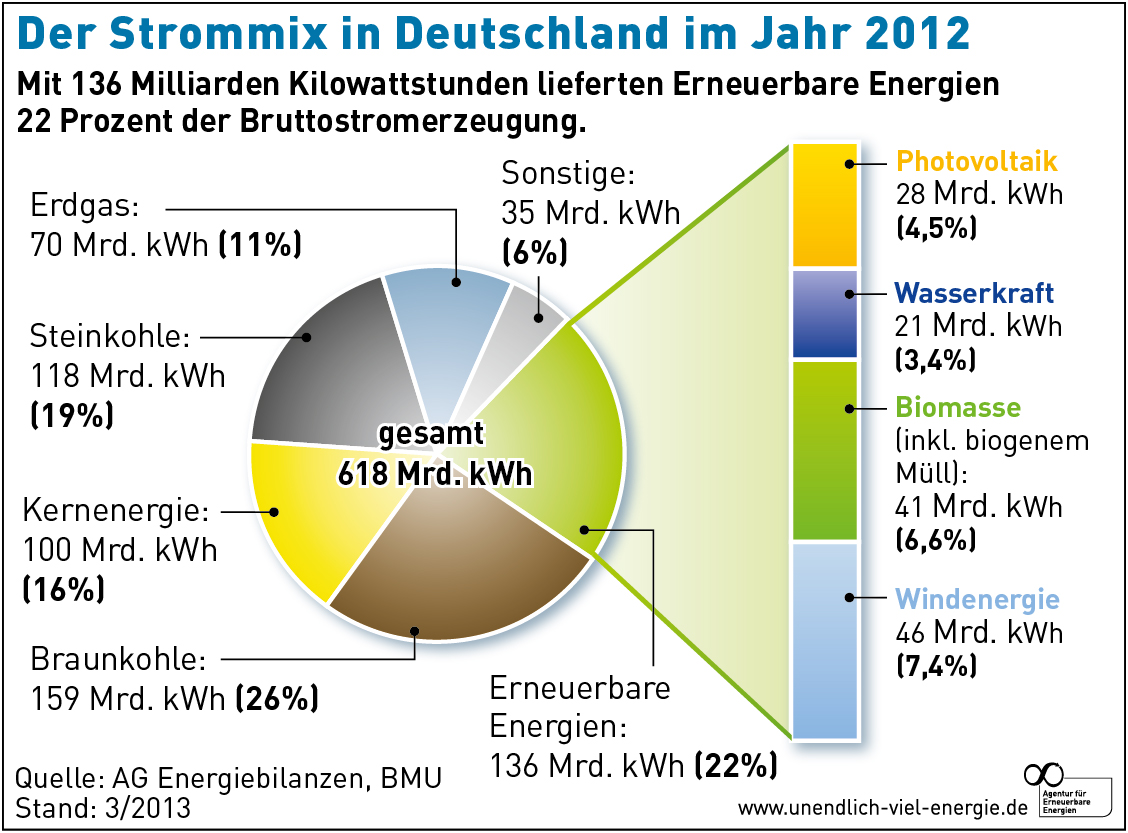 Der Strommix in Deutschland im Jahr 2012
Mit 136 Milliarden Kilowattstunden lieferten Erneuerbare Energien
22 Prozent der Bruttostromerzeugung.
Erdgas:
70 Mrd. kWh (11%)
Sonstige:
35 Mrd. kWh
(6%)
Steinkohle:
118 Mrd. kWh
(19%)
gesamt
618 Mrd. kWh
Kernenergie:
100 Mrd. kWh
(16%)
Braunkohle:
159 Mrd. kWh (26%)
Erneuerbare
Energien:
136 Mrd. kWh (22%)
Photovoltaik
28 Mrd. kWh
(4,5%)
Wasserkraft
21 Mrd. kWh
(3,4%)
Biomasse
(inkl. biogenem
Müll):
41 Mrd. kWh
(6,6%)
Windenergie
46 Mrd. kWh
(7,4%)
Quelle: AG Energiebilanzen, BMU
Stand: 3/2013
www.unendlich-viel-energie.de
Agentur für
Erneuerbare
Energien